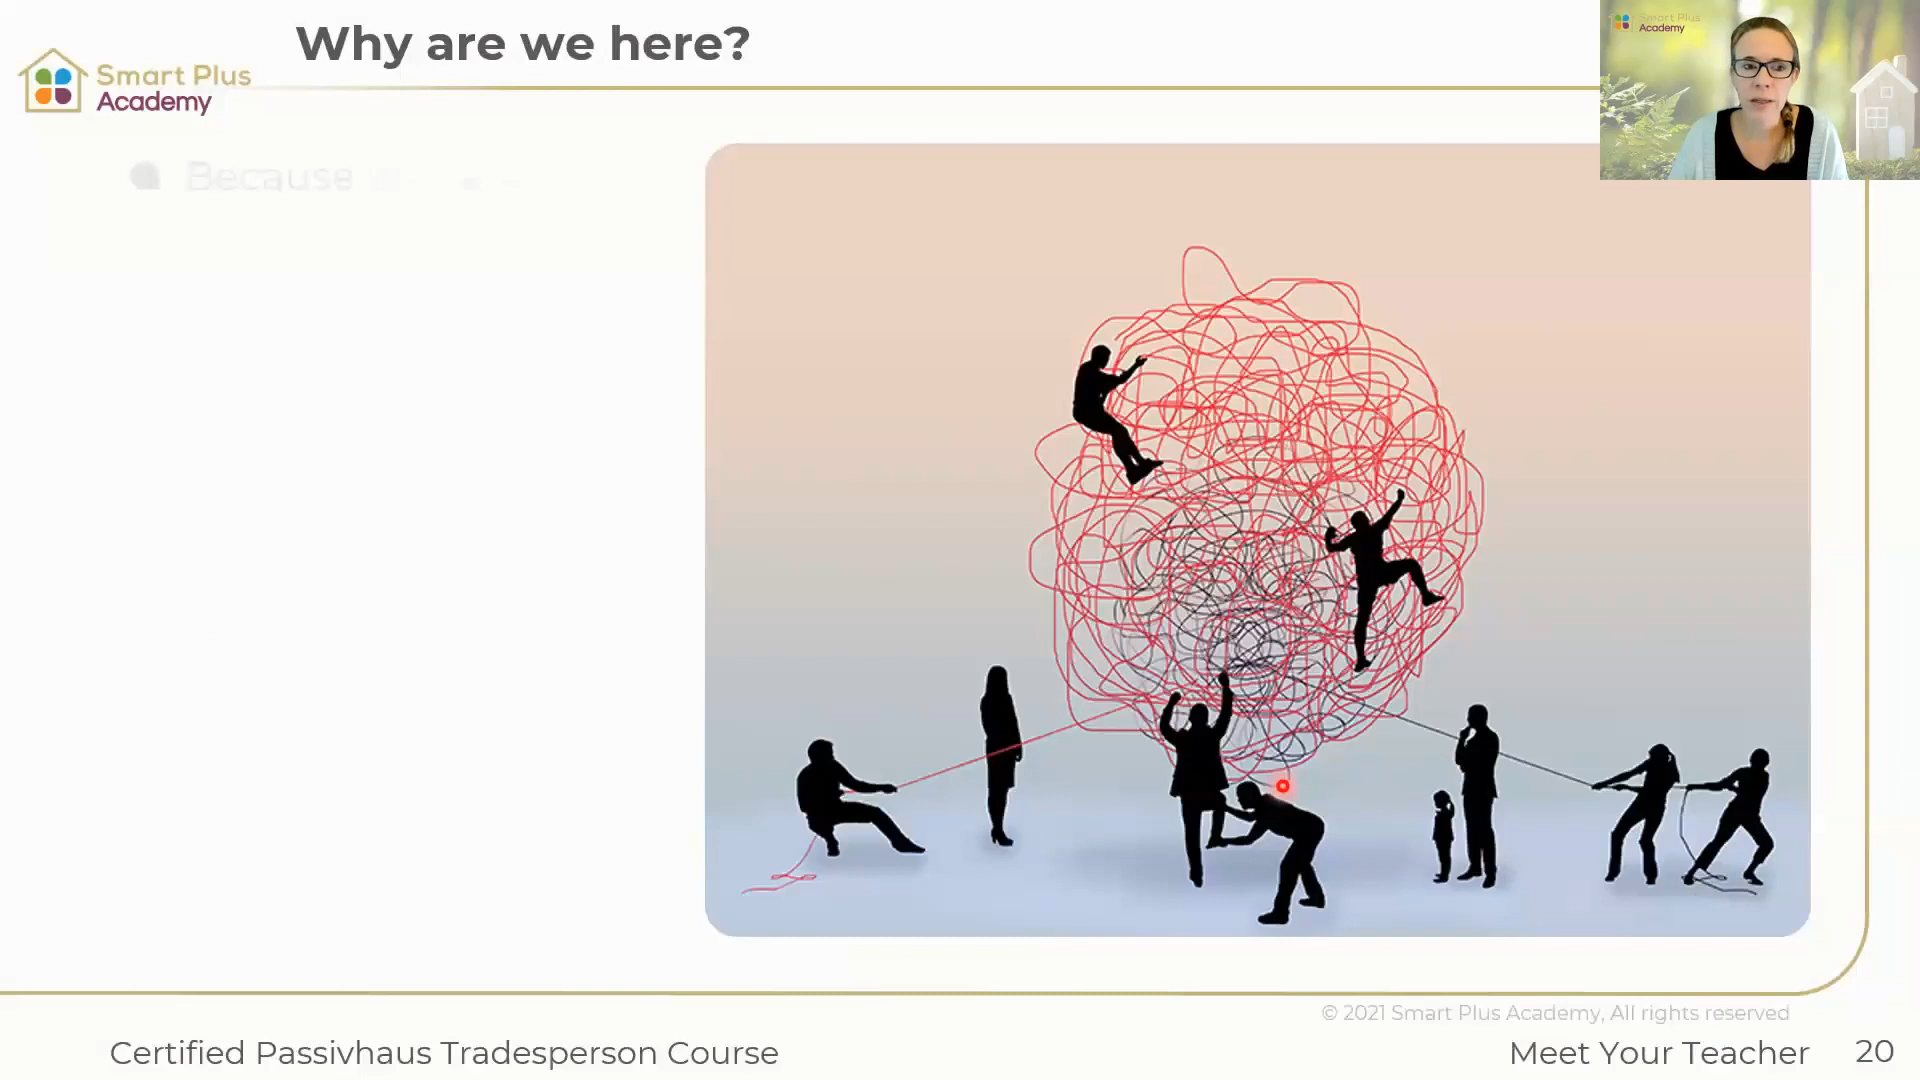 Why are we here?
Smart Plus
Academy
Smart Plus
Academy
Because
© 2021 Smart Plus Academy, All rights reserved
Certified Passivhaus Tradesperson Course
Meet Your Teacher
20